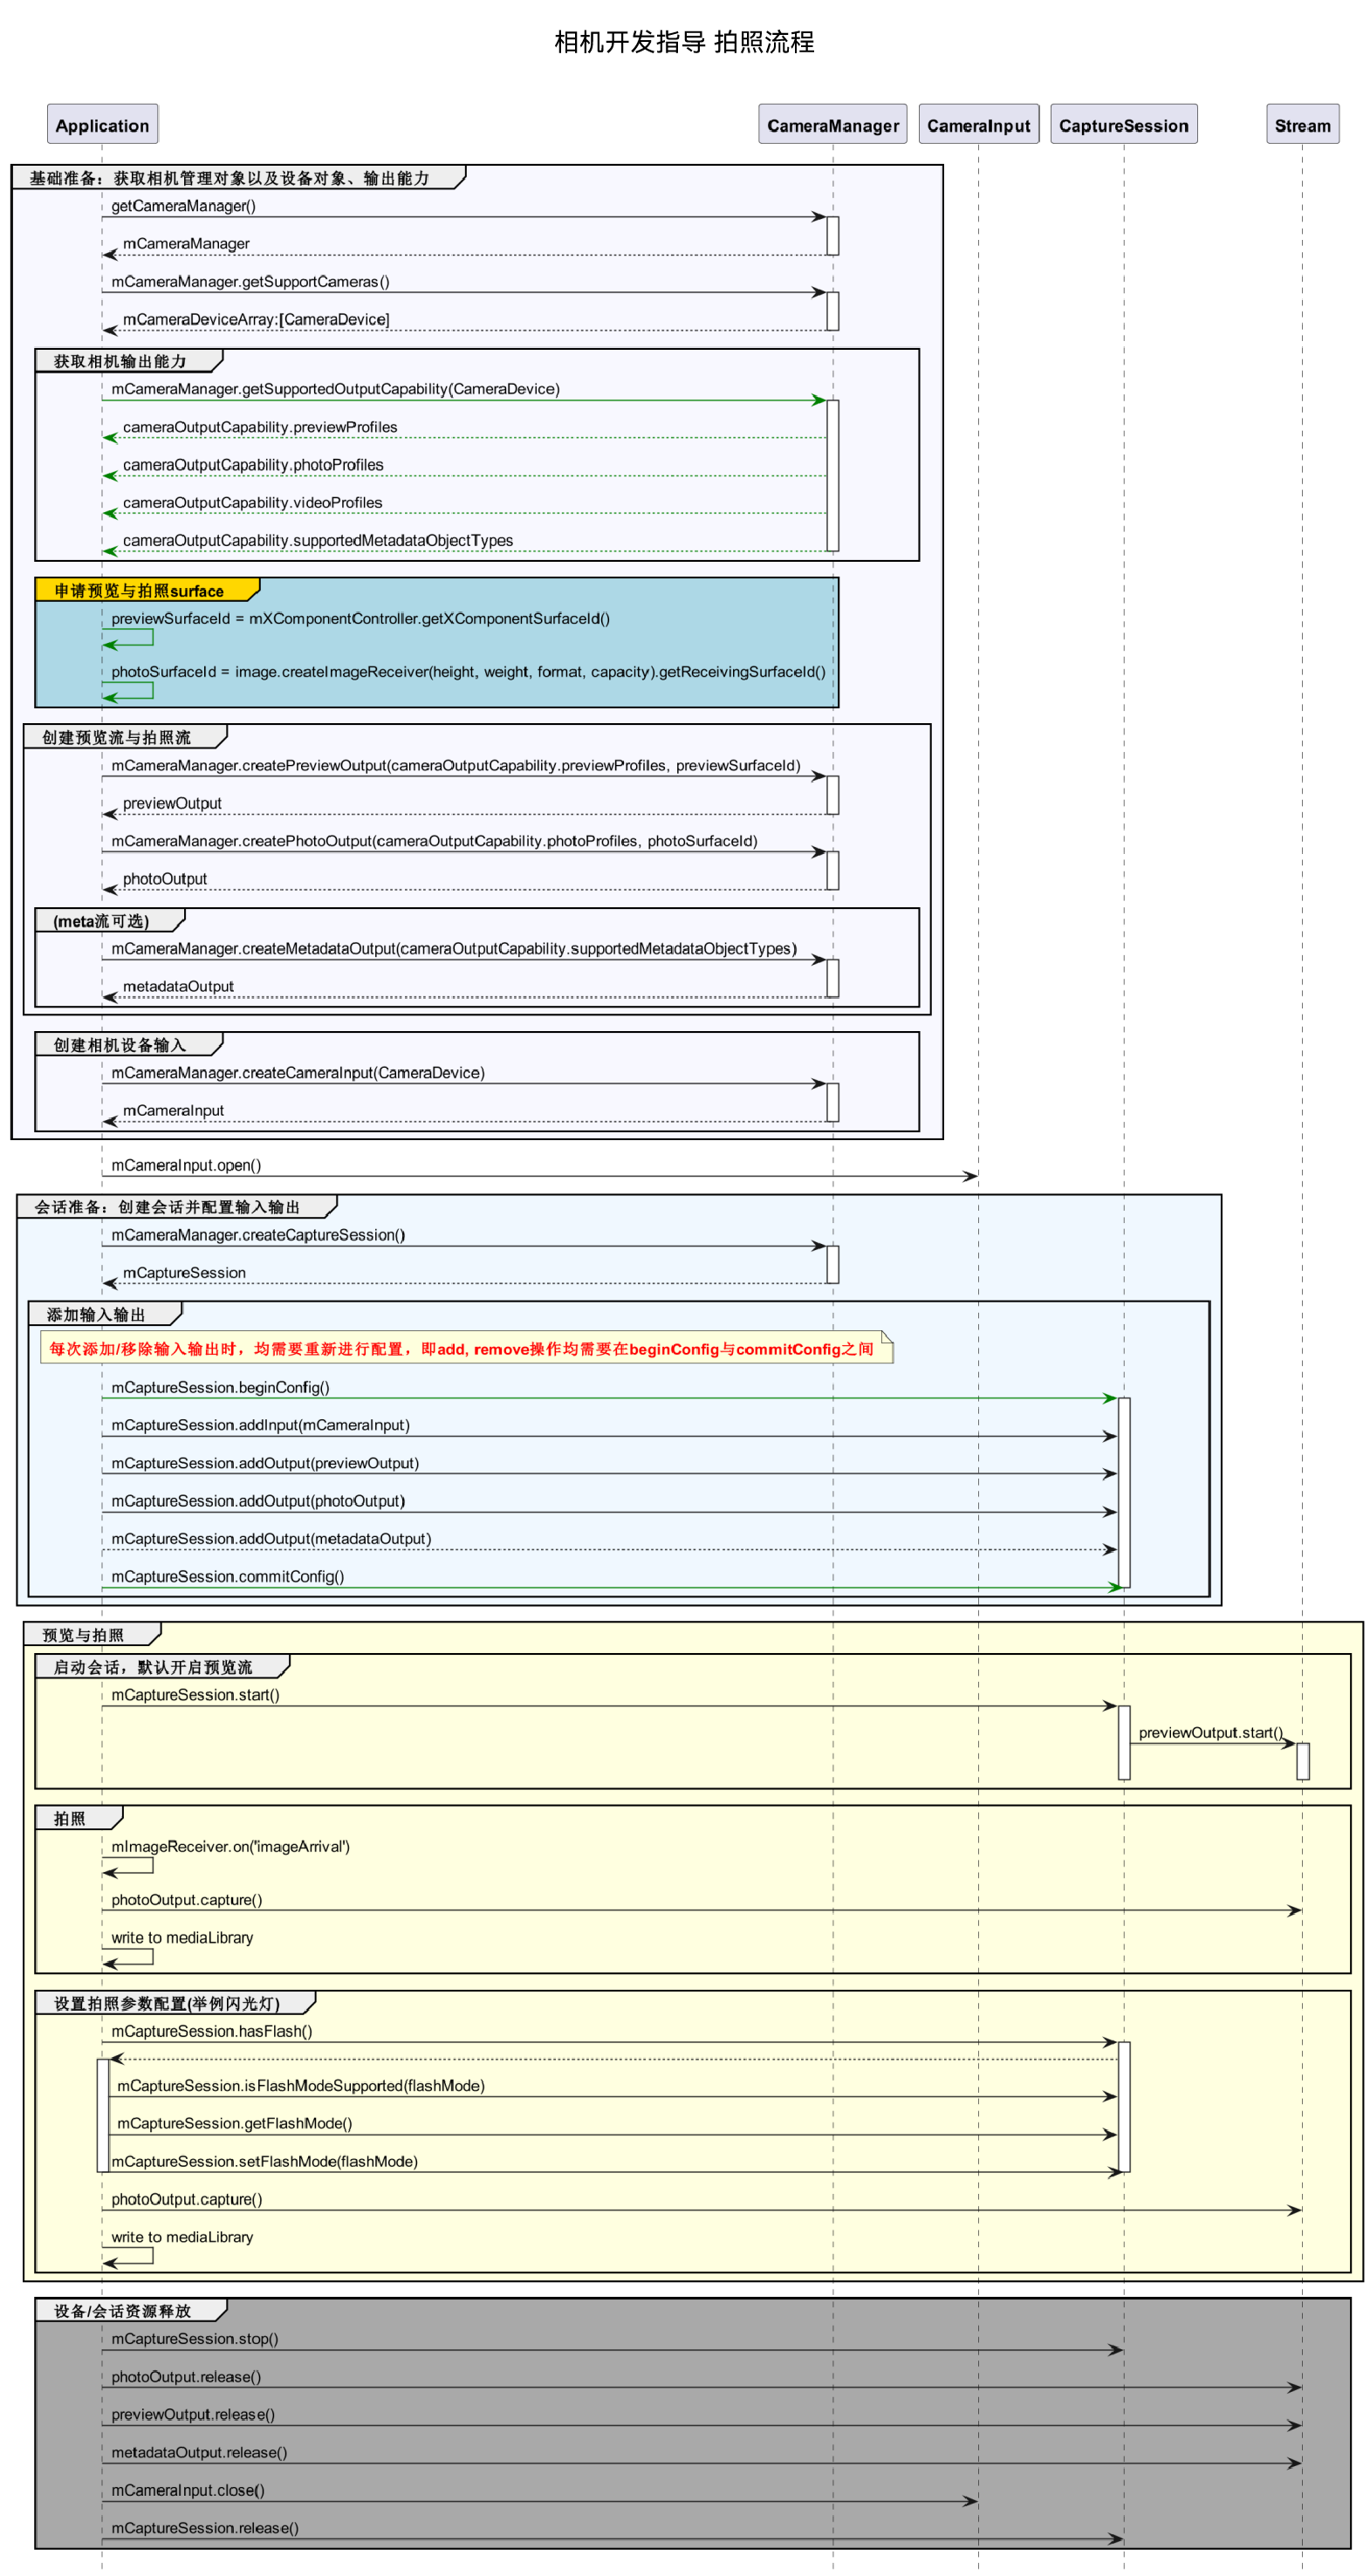 相机开发指导 拍照流程
Application
CameraManager
CameraInput
CaptureSession
Stream
基础准备：获取相机管理对象以及设备对象、输出能力
getCameraManager()
mCameraManager
mCameraManager.getSupportCameras()
mCameraDeviceArray:[CameraDevice]
获取相机输出能力
mCameraManager.getSupportedOutputCapability(CameraDevice)
cameraOutputCapability.previewProfiles
cameraOutputCapability.photoProfiles
cameraOutputCapability.videoProfiles
cameraOutputCapability.supportedMetadataObjectTypes
申请预览与拍照surface
previewSurfaceId = mXComponentController.getXComponentSurfaceId()
photoSurfaceId = image.createImageReceiver(height, weight, format, capacity).getReceivingSurfaceId()
创建预览流与拍照流
mCameraManager.createPreviewOutput(cameraOutputCapability.previewProfiles, previewSurfaceId)
previewOutput
mCameraManager.createPhotoOutput(cameraOutputCapability.photoProfiles, photoSurfaceId)
photoOutput
(meta流可选)
mCameraManager.createMetadataOutput(cameraOutputCapability.supportedMetadataObjectTypes)
metadataOutput
创建相机设备输入
mCameraManager.createCameraInput(CameraDevice)
mCameraInput
mCameraInput.open()
会话准备：创建会话并配置输入输出
mCameraManager.createCaptureSession()
mCaptureSession
添加输入输出
每次添加/移除输入输出时，均需要重新进行配置，即add, remove操作均需要在beginConfig与commitConfig之间
mCaptureSession.beginConfig()
mCaptureSession.addInput(mCameraInput)
mCaptureSession.addOutput(previewOutput)
mCaptureSession.addOutput(photoOutput)
mCaptureSession.addOutput(metadataOutput)
mCaptureSession.commitConfig()
预览与拍照
启动会话，默认开启预览流
mCaptureSession.start()
previewOutput.start()
拍照
mImageReceiver.on('imageArrival')
photoOutput.capture()
write to mediaLibrary
设置拍照参数配置(举例闪光灯)
mCaptureSession.hasFlash()
mCaptureSession.isFlashModeSupported(flashMode)
mCaptureSession.getFlashMode()
mCaptureSession.setFlashMode(flashMode)
photoOutput.capture()
write to mediaLibrary
设备/会话资源释放
mCaptureSession.stop()
photoOutput.release()
previewOutput.release()
metadataOutput.release()
mCameraInput.close()
mCaptureSession.release()